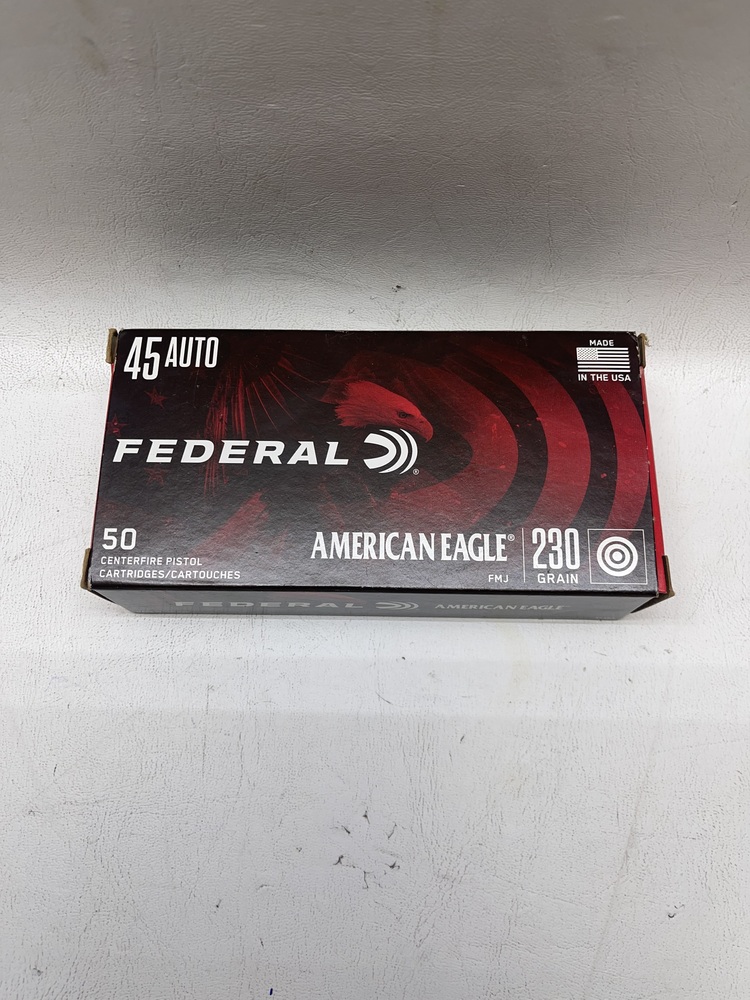 45 AUTO
MADE
IN THE USA
FEDERAL®
50
CENTERFIRE PISTOL
CARTRIDGES/CARTOUCHES
AMERICAN EAGLE®
FMJ
230
GRAIN
FEDERAL AMERICAN EAGLE